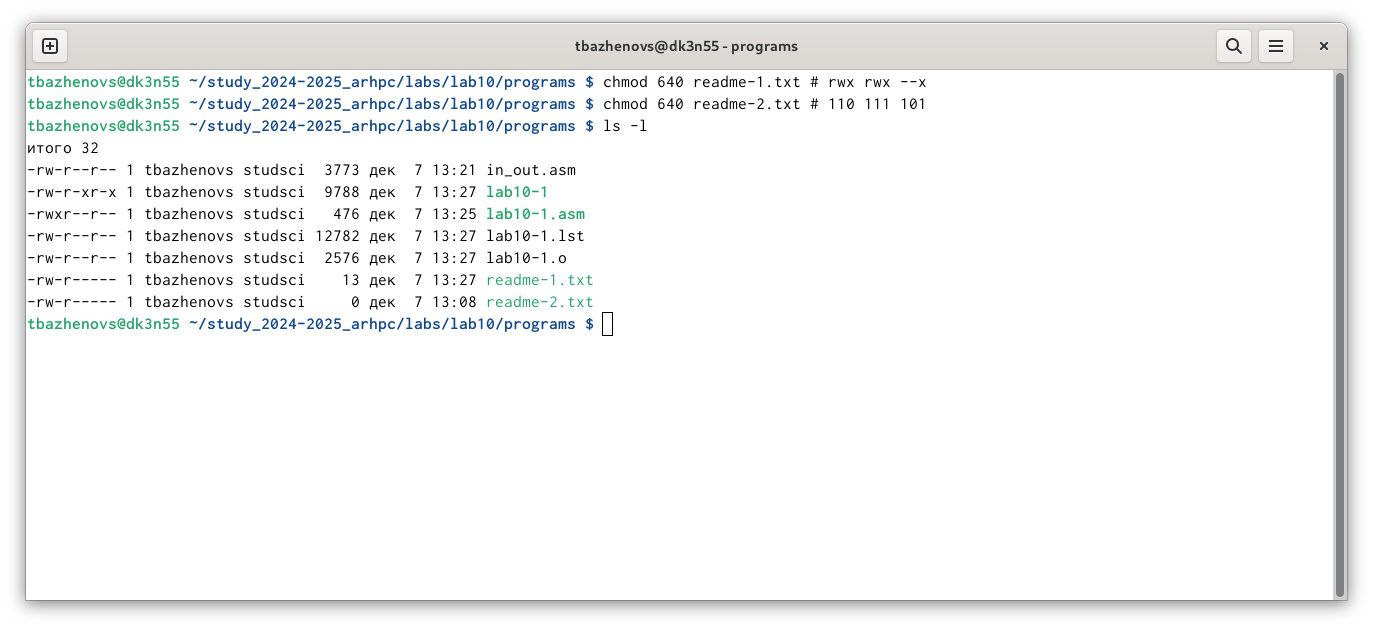 tbazhenovs@dk3n55 - programs
tbazhenovs@dk3n55 ~/study_2024-2025_arhpc/labs/lab10/programs $ chmod 640 readme-1.txt # rwx rwx --x
tbazhenovs@dk3n55 ~/study_2024-2025_arhpc/labs/lab10/programs $ chmod 640 readme-2.txt # 110 111 101
tbazhenovs@dk3n55 ~/study_2024-2025_arhpc/labs/lab10/programs $ ls -l
итого 32
-rw-r--r-- 1 tbazhenovs studsci  3773 дек  7 13:21 in_out.asm
-rw-r-xr-x 1 tbazhenovs studsci  9788 дек  7 13:27 lab10-1
-rwxr--r-- 1 tbazhenovs studsci   476 дек  7 13:25 lab10-1.asm
-rw-r--r-- 1 tbazhenovs studsci 12782 дек  7 13:27 lab10-1.lst
-rw-r--r-- 1 tbazhenovs studsci  2576 дек  7 13:27 lab10-1.o
-rw-r----- 1 tbazhenovs studsci    13 дек  7 13:27 readme-1.txt
-rw-r----- 1 tbazhenovs studsci     0 дек  7 13:08 readme-2.txt
tbazhenovs@dk3n55 ~/study_2024-2025_arhpc/labs/lab10/programs $